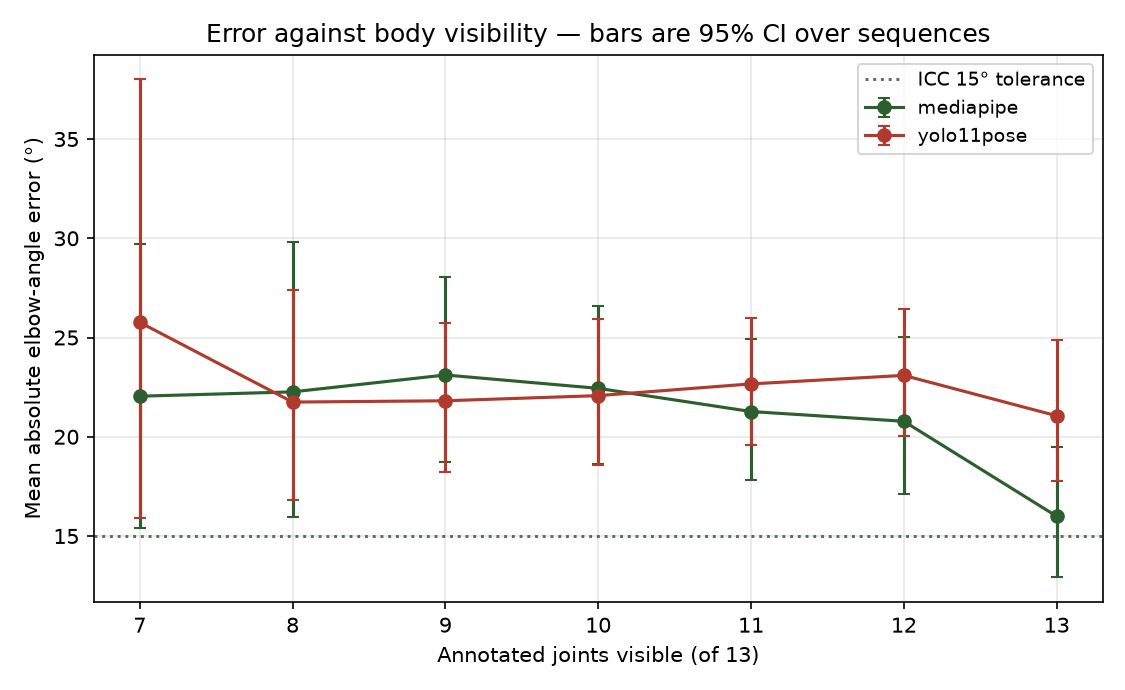 Error against body visibility — bars are 95% CI over sequences
ICC 15° tolerance
mediapipe
yolo11pose
Mean absolute elbow-angle error (°)
35
30
25
20
15
7 8 9 10 11 12 13
Annotated joints visible (of 13)